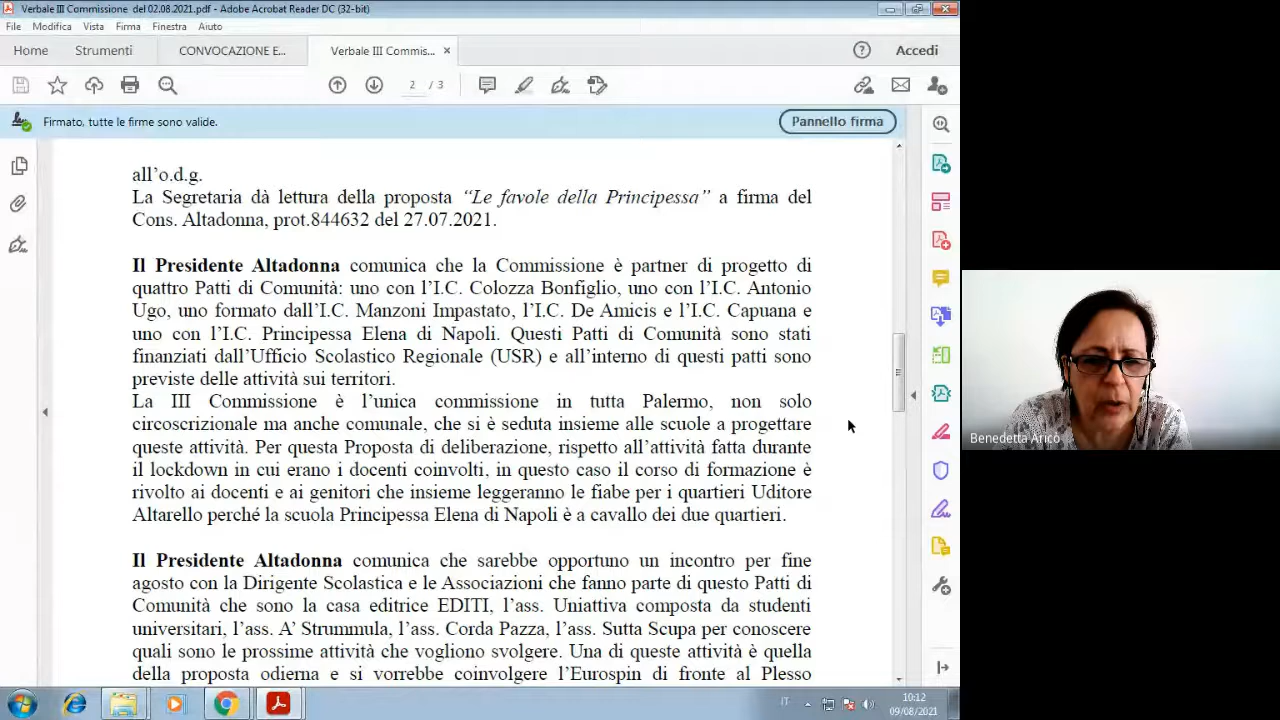 Verbale III Commissione del 02.08.2021.pdf - Adobe Acrobat Reader DC (32-bit)
File Modifica Vista Firma Finestra Aiuto
Home Strumenti CONVOCAZIONE E... Verbale III Commis... × ? Accedi
2 / 3
Firmato, tutte le firme sono valide. Pannello firma
all’o.d.g.
La Segretaria dà lettura della proposta “Le favole della Principessa” a firma del
Cons. Altadonna, prot.844632 del 27.07.2021.
Il Presidente Altadonna comunica che la Commissione è partner di progetto di
quattro Patti di Comunità: uno con l’I.C. Colozza Bonfiglio, uno con l’I.C. Antonio
Ugo, uno formato dall’I.C. Manzoni Impastato, l’I.C. De Amicis e l’I.C. Capuana e
uno con l’I.C. Principessa Elena di Napoli. Questi Patti di Comunità sono stati
finanziati dall’Ufficio Scolastico Regionale (USR) e all’interno di questi patti sono
previste delle attività sui territori.
La III Commissione è l’unica commissione in tutta Palermo, non solo
circoscrizionale ma anche comunale, che si è seduta insieme alle scuole a progettare
queste attività. Per questa Proposta di deliberazione, rispetto all’attività fatta durante
il lockdown in cui erano i docenti coinvolti, in questo caso il corso di formazione è
rivolto ai docenti e ai genitori che insieme leggeranno le fiabe per i quartieri Uditore
Altarello perché la scuola Principessa Elena di Napoli è a cavallo dei due quartieri.
Il Presidente Altadonna comunica che sarebbe opportuno un incontro per fine
agosto con la Dirigente Scolastica e le Associazioni che fanno parte di questo Patti di
Comunità che sono la casa editrice EDITI, l’ass. Uniattiva composta da studenti
universitari, l’ass. A’ Strummula, l’ass. Corda Pazza, l’ass. Sutta Scupa per conoscere
quali sono le prossime attività che vogliono svolgere. Una di queste attività è quella
della proposta odierna e si vorrebbe coinvolgere l’Eurospin di fronte al Plesso
Benedetta Aricò
IT 10:12
09/08/2021